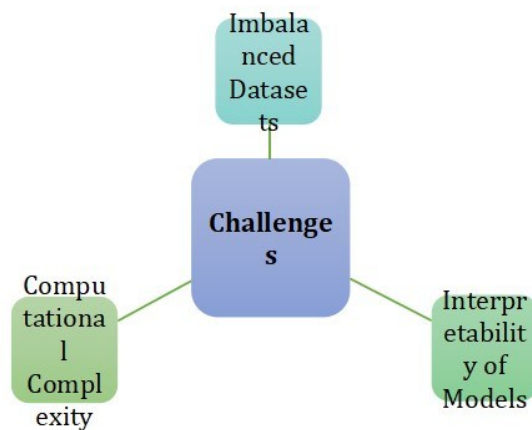 Imbala
nced
Datase
ts
Challenge
s
Compu
tationa
l
Compl
exity
Interpr
etabilit
y of
Models